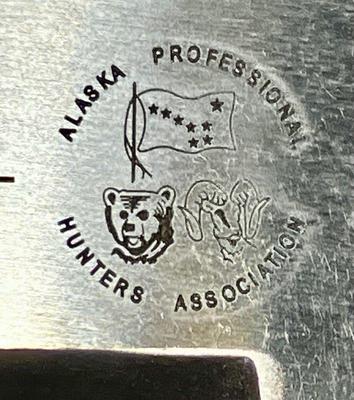 ALASKA PROFESSIONAL
HUNTERS ASSOCIATION